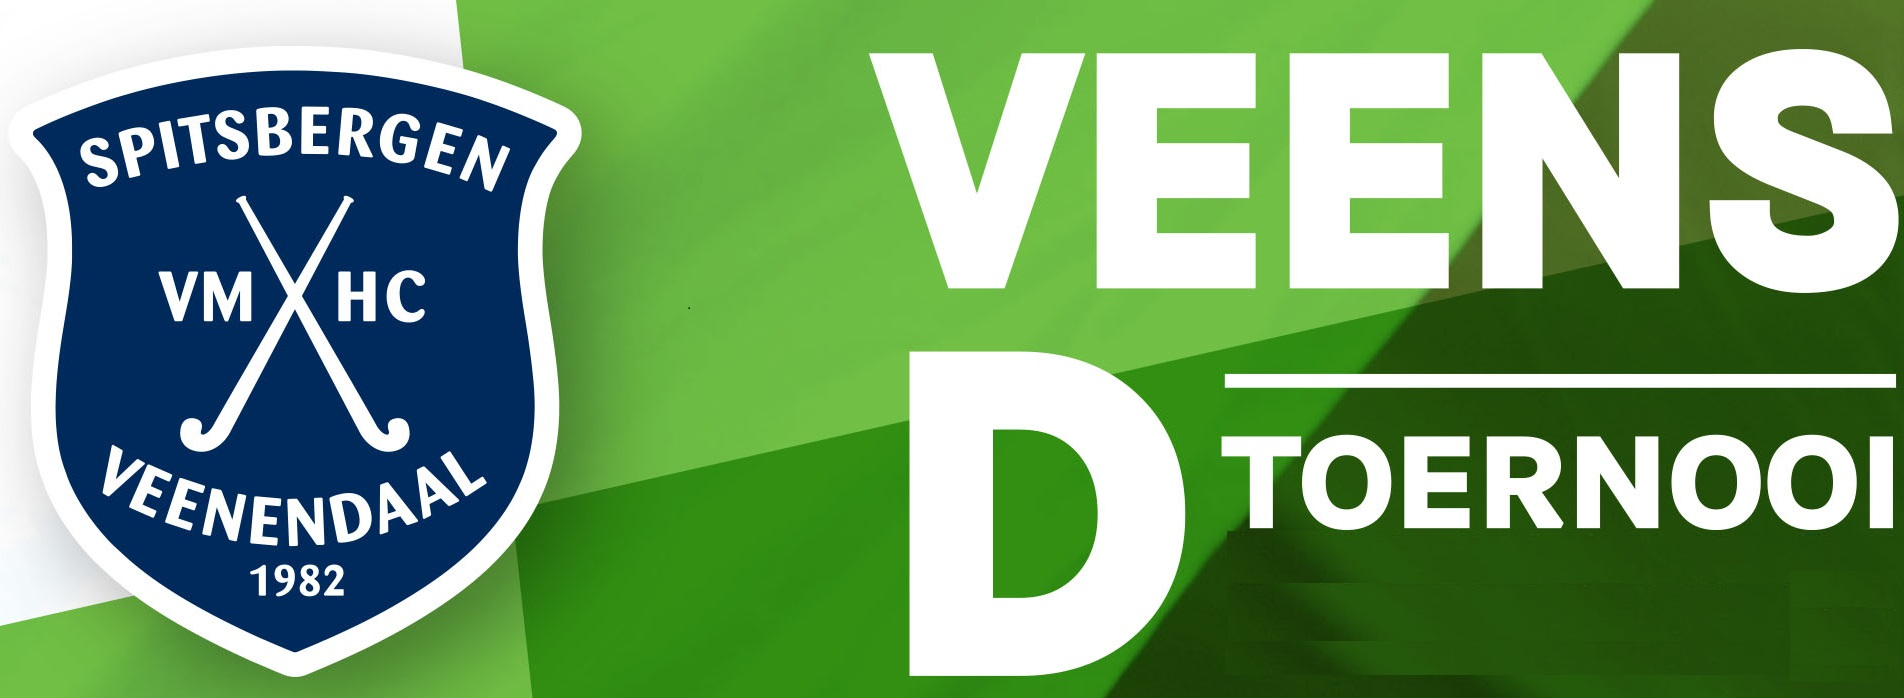 SPITSBERGEN
VM HC
VEENENDAAL
1982
VEENS
D TOERNOOI